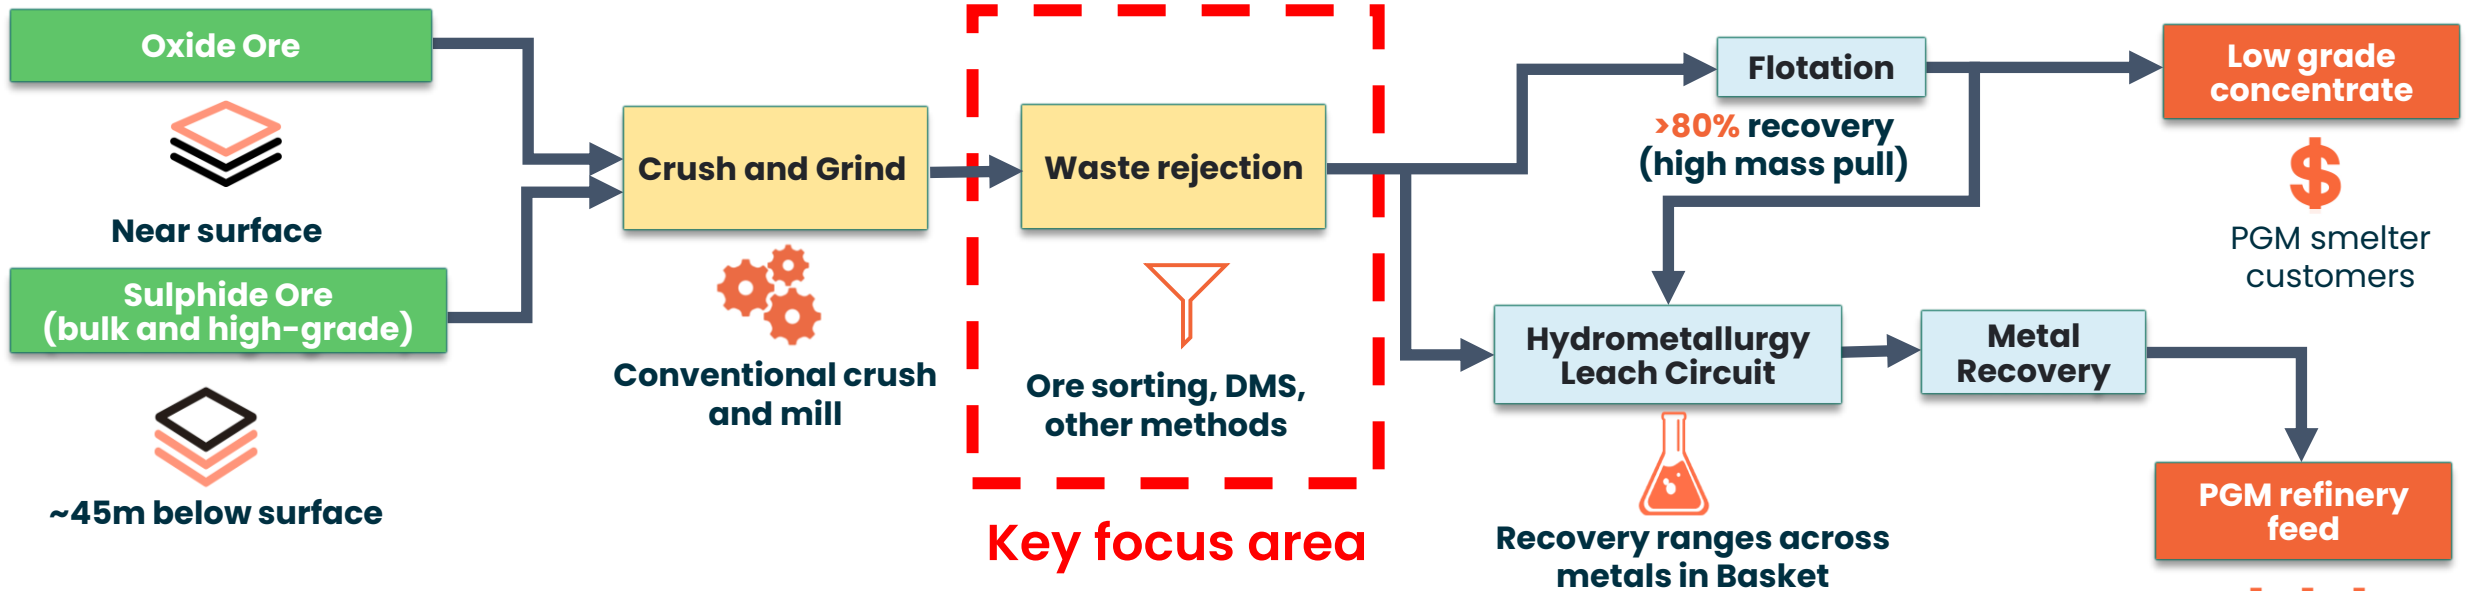 Oxide Ore
Near surface
Sulphide Ore
(bulk and high-grade)
~45m below surface
Crush and Grind
Conventional crush
and mill
Waste rejection
Ore sorting, DMS,
other methods
Key focus area
Flotation
>80% recovery
(high mass pull)
Low grade
concentrate
$
PGM smelter
customers
Hydrometallurgy
Leach Circuit
Recovery ranges across
metals in Basket
Metal
Recovery
PGM refinery
feed